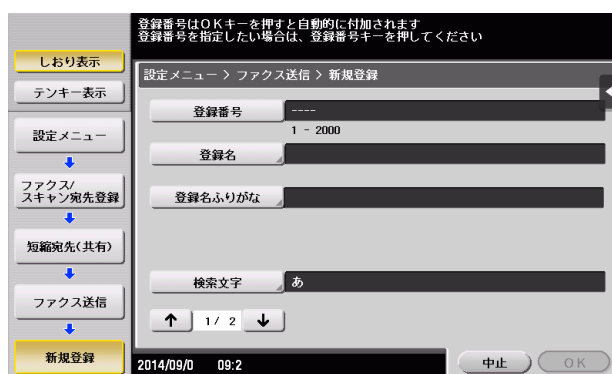 登録番号はOKキーを押すと自動的に付加されます
登録番号を指定したい場合は、登録番号キーを押してください
しおり表示
テンキー表示
設定メニュー
ファクス/
スキャン宛先登録
短縮宛先(共有)
ファクス送信
新規登録
設定メニュー > ファクス送信 > 新規登録
登録番号 ----
1 - 2000
登録名
登録名ふりがな
検索文字 あ
↑ 1/ 2 ↓
2014/09/0 09:2
中止 OK